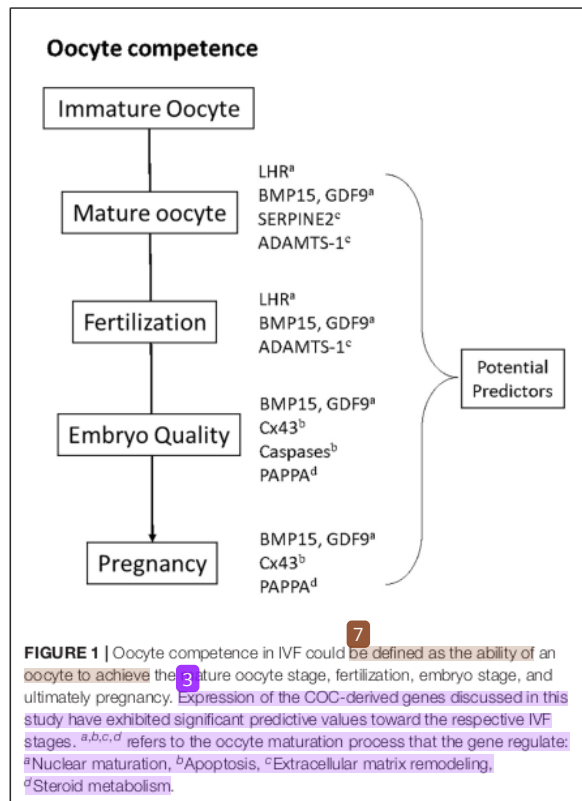 Oocyte competence
Immature Oocyte
Mature oocyte
LHRᵃ
BMP15, GDF9ᵃ
SERPINE2ᶜ
ADAMTS-1ᶜ
Fertilization
LHRᵃ
BMP15, GDF9ᵃ
ADAMTS-1ᶜ
Embryo Quality
BMP15, GDF9ᵃ
Cx43ᵇ
Caspasesᵇ
PAPPAᵈ
Pregnancy
BMP15, GDF9ᵃ
Cx43ᵇ
PAPPAᵈ
Potential
Predictors
7
FIGURE 1 | Oocyte competence in IVF could be defined as the ability of an
3
oocyte to achieve the ature oocyte stage, fertilization, embryo stage, and
ultimately pregnancy. Expression of the COC-derived genes discussed in this
study have exhibited significant predictive values toward the respective IVF
stages. ᵃ,ᵇ,ᶜ,ᵈ refers to the occyte maturation process that the gene regulate:
ᵃNuclear maturation, ᵇApoptosis, ᶜExtracellular matrix remodeling,
ᵈSteroid metabolism.